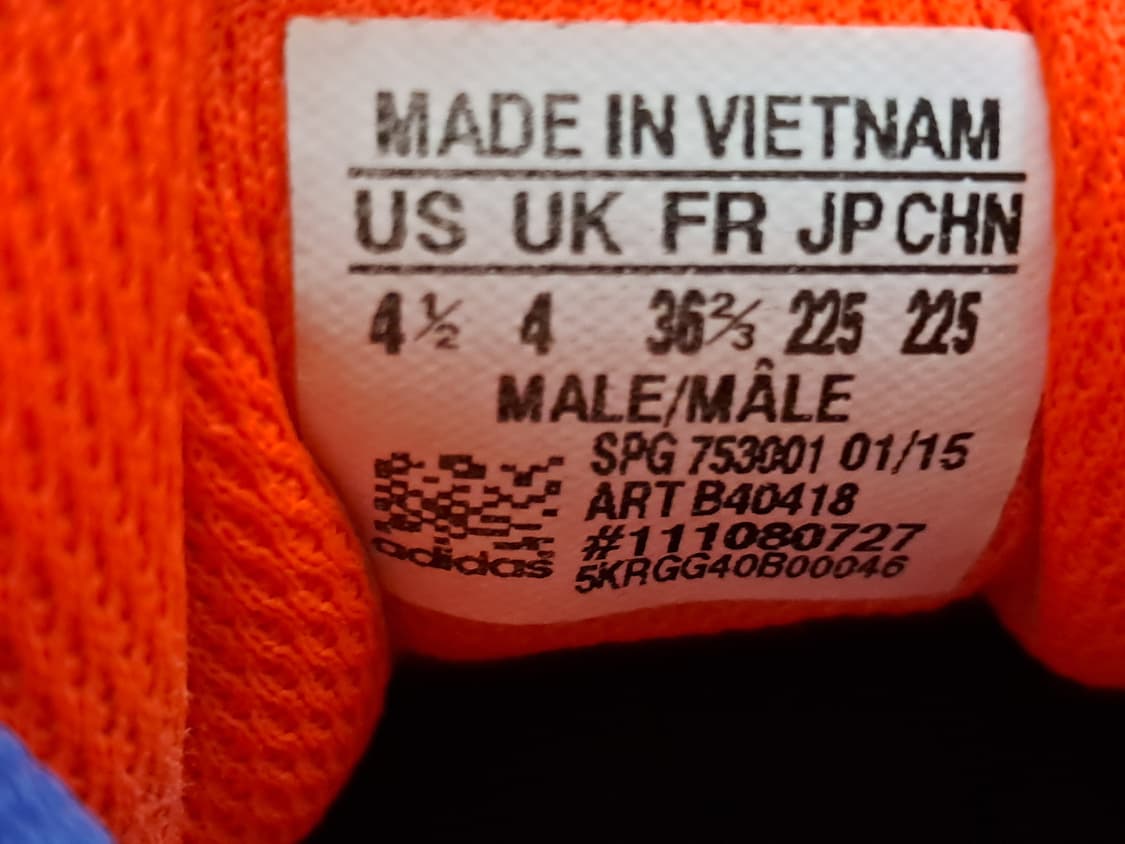 MADE IN VIETNAM
US UK FR JP CHN
4½ 4 36⅔ 225 225
MALE/MÂLE
SPG 753001 01/15
ART B40418
#111080727
adidas 5KRGG40B00046